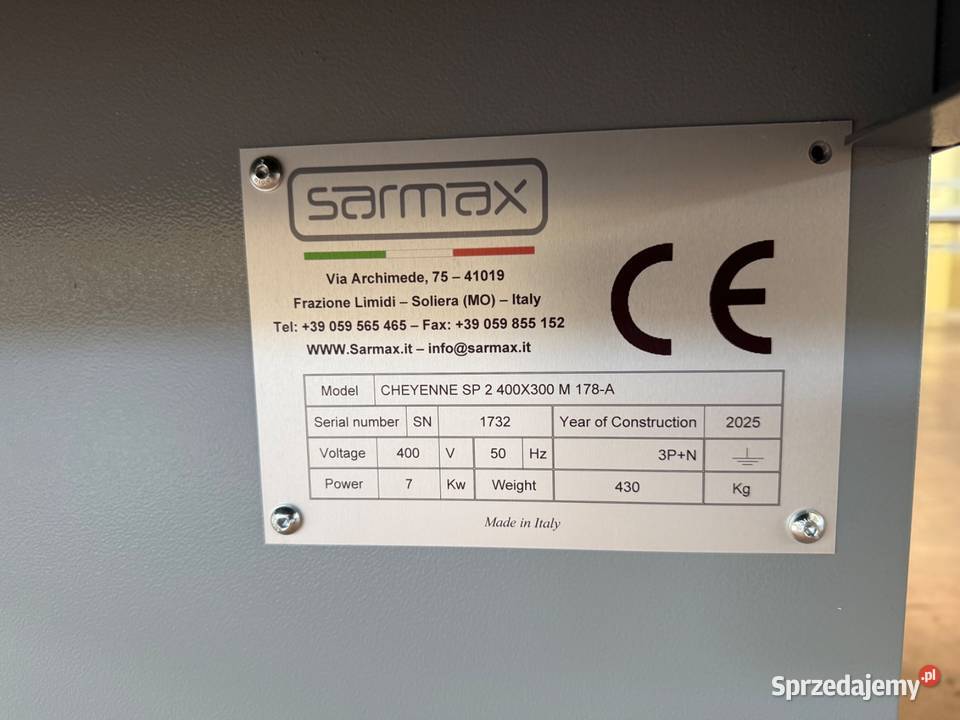 sarmax
Via Archimede, 75 – 41019
Frazione Limidi – Soliera (MO) – Italy
Tel: +39 059 565 465 – Fax: +39 059 855 152
WWW.Sarmax.it – info@sarmax.it
CE
Model CHEYENNE SP 2 400X300 M 178-A
Serial number SN 1732 Year of Construction 2025
Voltage 400 V 50 Hz 3P+N
Power 7 Kw Weight 430 Kg
Made in Italy
Sprzedajemy.pl